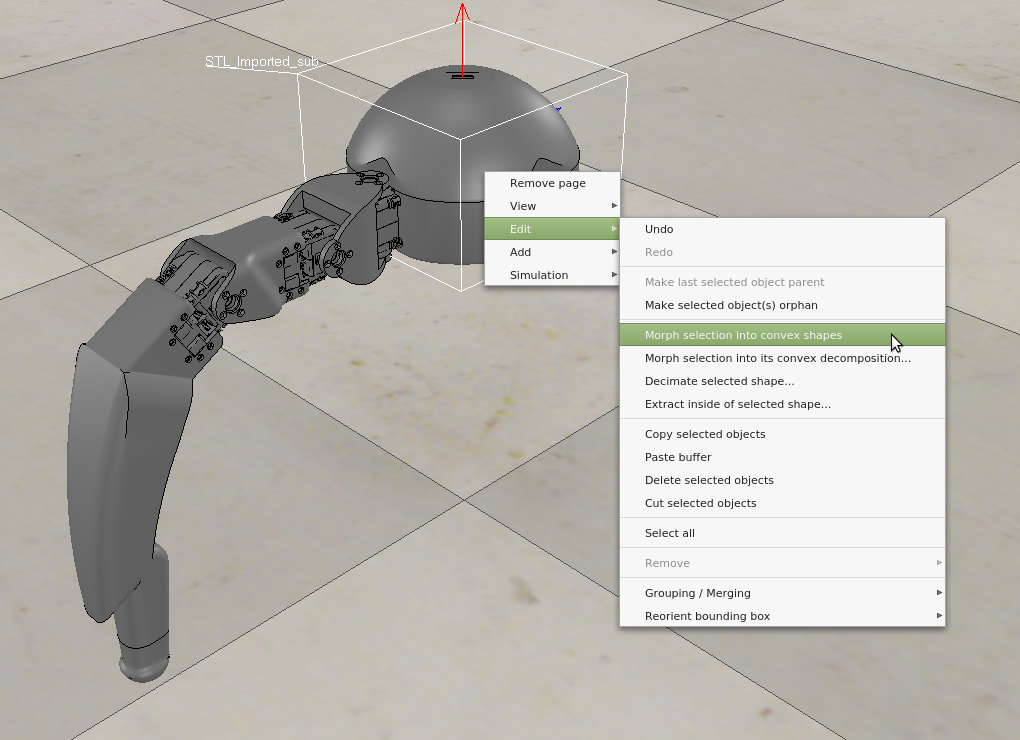 STL_Imported_sub
Remove page
View
Edit
Add
Simulation
Undo
Redo
Make last selected object parent
Make selected object(s) orphan
Morph selection into convex shapes
Morph selection into its convex decomposition...
Decimate selected shape...
Extract inside of selected shape...
Copy selected objects
Paste buffer
Delete selected objects
Cut selected objects
Select all
Remove
Grouping / Merging
Reorient bounding box